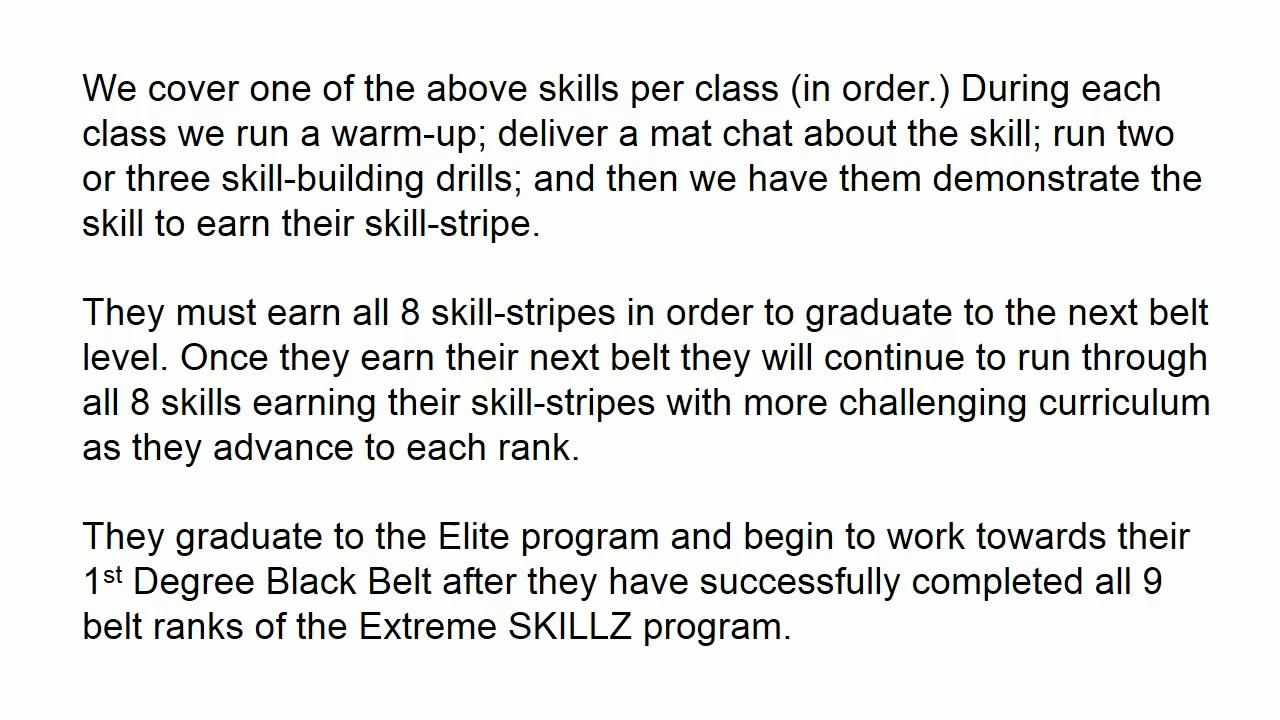 We cover one of the above skills per class (in order.) During each
class we run a warm-up; deliver a mat chat about the skill; run two
or three skill-building drills; and then we have them demonstrate the
skill to earn their skill-stripe.
They must earn all 8 skill-stripes in order to graduate to the next belt
level. Once they earn their next belt they will continue to run through
all 8 skills earning their skill-stripes with more challenging curriculum
as they advance to each rank.
They graduate to the Elite program and begin to work towards their
1st Degree Black Belt after they have successfully completed all 9
belt ranks of the Extreme SKILLZ program.